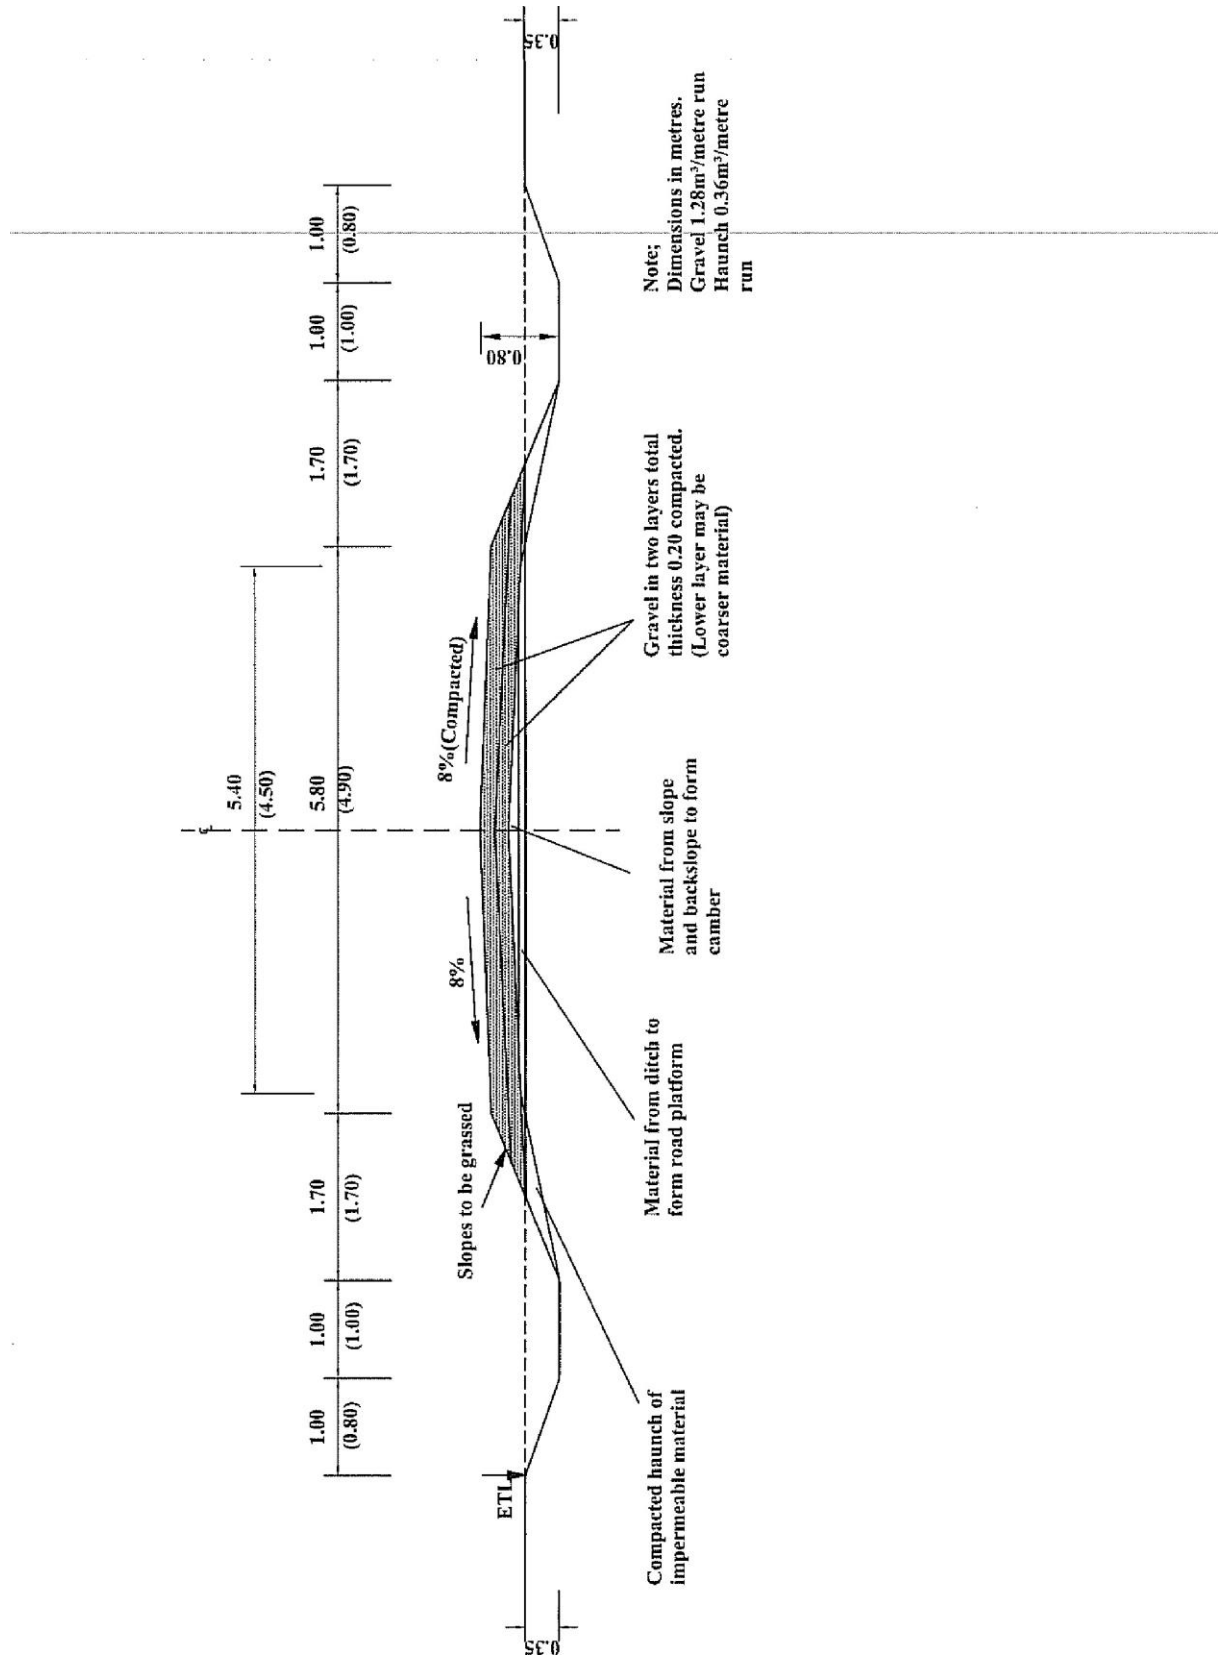 5.40
(4.50)
1.00
(0.80)
1.00
(1.00)
1.70
(1.70)
5.80
(4.90)
1.70
(1.70)
1.00
(1.00)
1.00
(0.80)
℄
8%
8%(Compacted)
Slopes to be grassed
0.80
ETL
0.35
0.35
Compacted haunch of
impermeable material
Material from ditch to
form road platform
Material from slope
and backslope to form
camber
Gravel in two layers total
thickness 0.20 compacted.
(Lower layer may be
coarser material)
Note;
Dimensions in metres.
Gravel 1.28m³/metre run
Haunch 0.36m³/metre
run